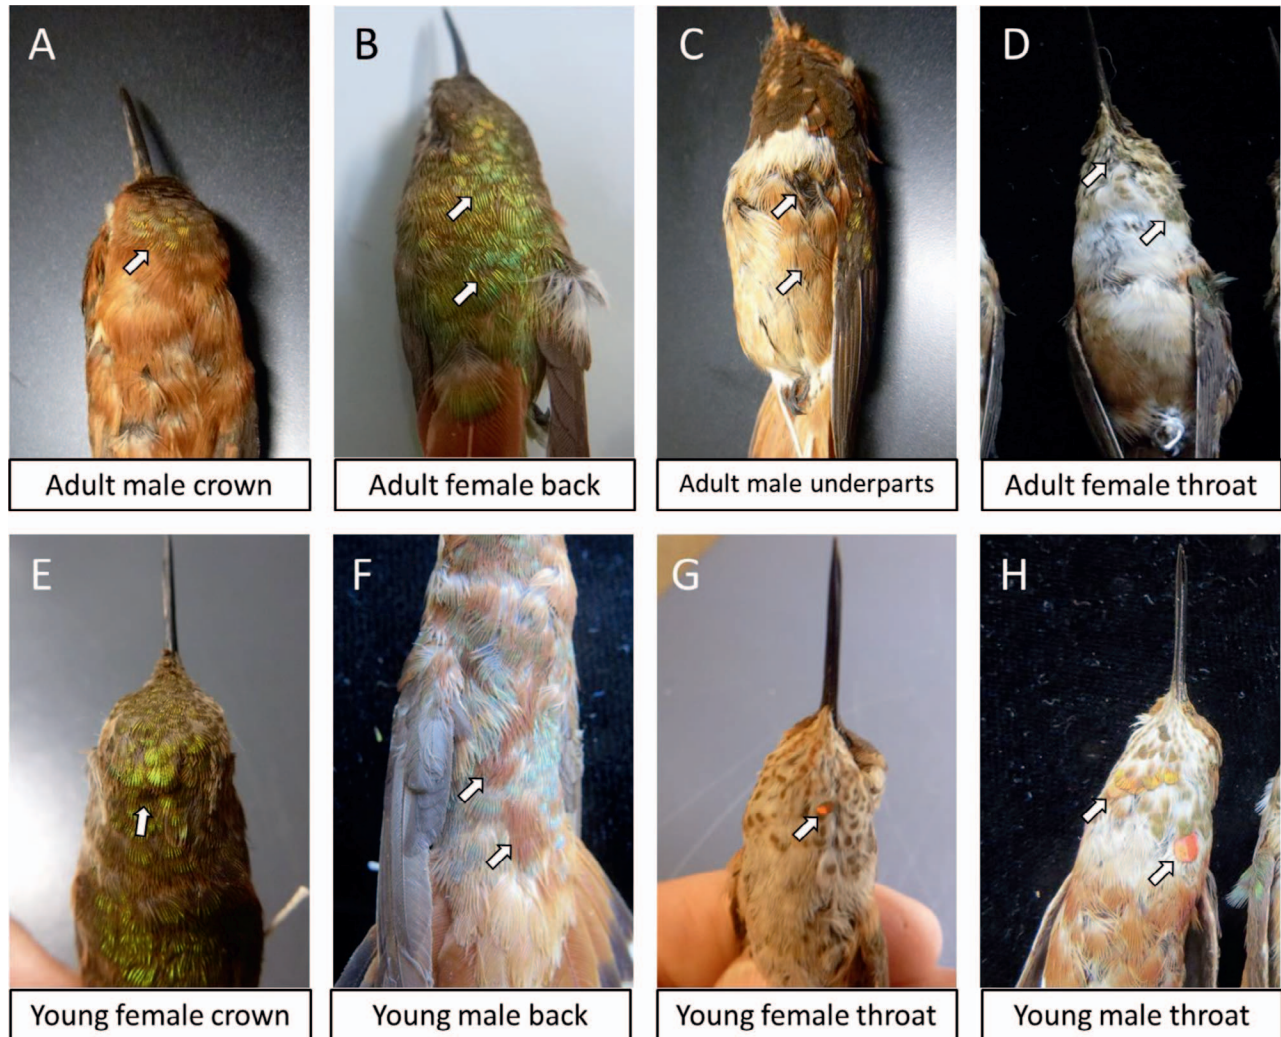 A
B
C
D
Adult male crown
Adult female back
Adult male underparts
Adult female throat
E
F
G
H
Young female crown
Young male back
Young female throat
Young male throat